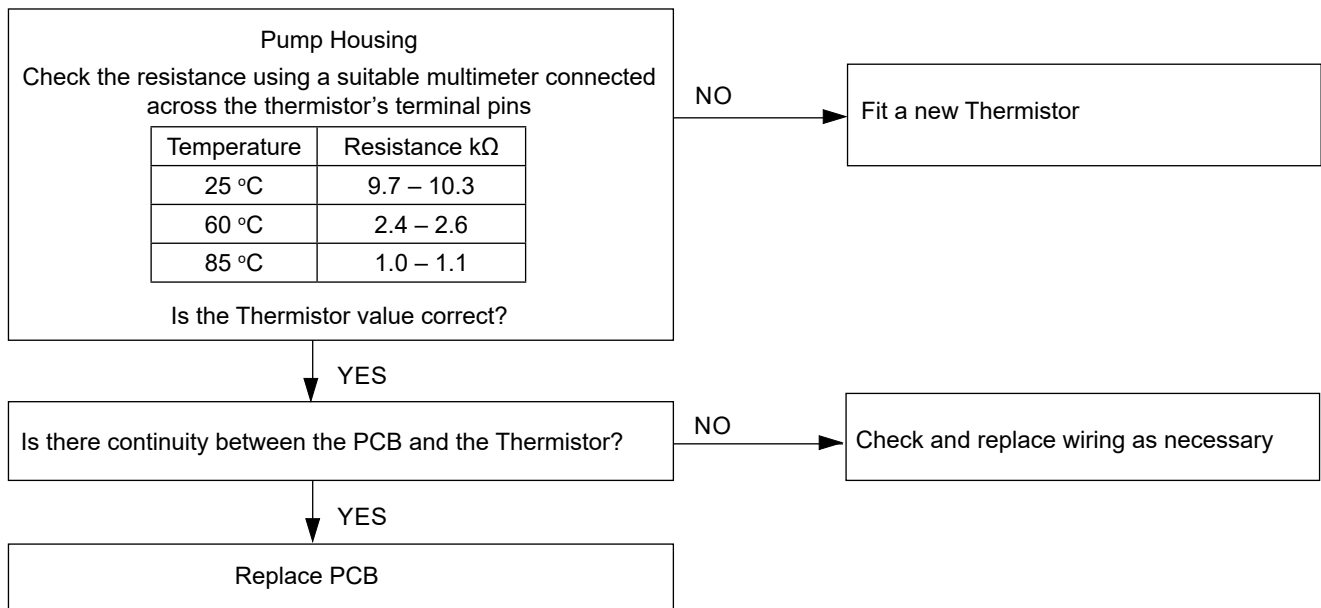 Pump Housing
Check the resistance using a suitable multimeter connected
across the thermistor's terminal pins
Temperature Resistance kΩ
25 °C 9.7 – 10.3
60 °C 2.4 – 2.6
85 °C 1.0 – 1.1
Is the Thermistor value correct?
NO
Fit a new Thermistor
YES
Is there continuity between the PCB and the Thermistor?
NO
Check and replace wiring as necessary
YES
Replace PCB